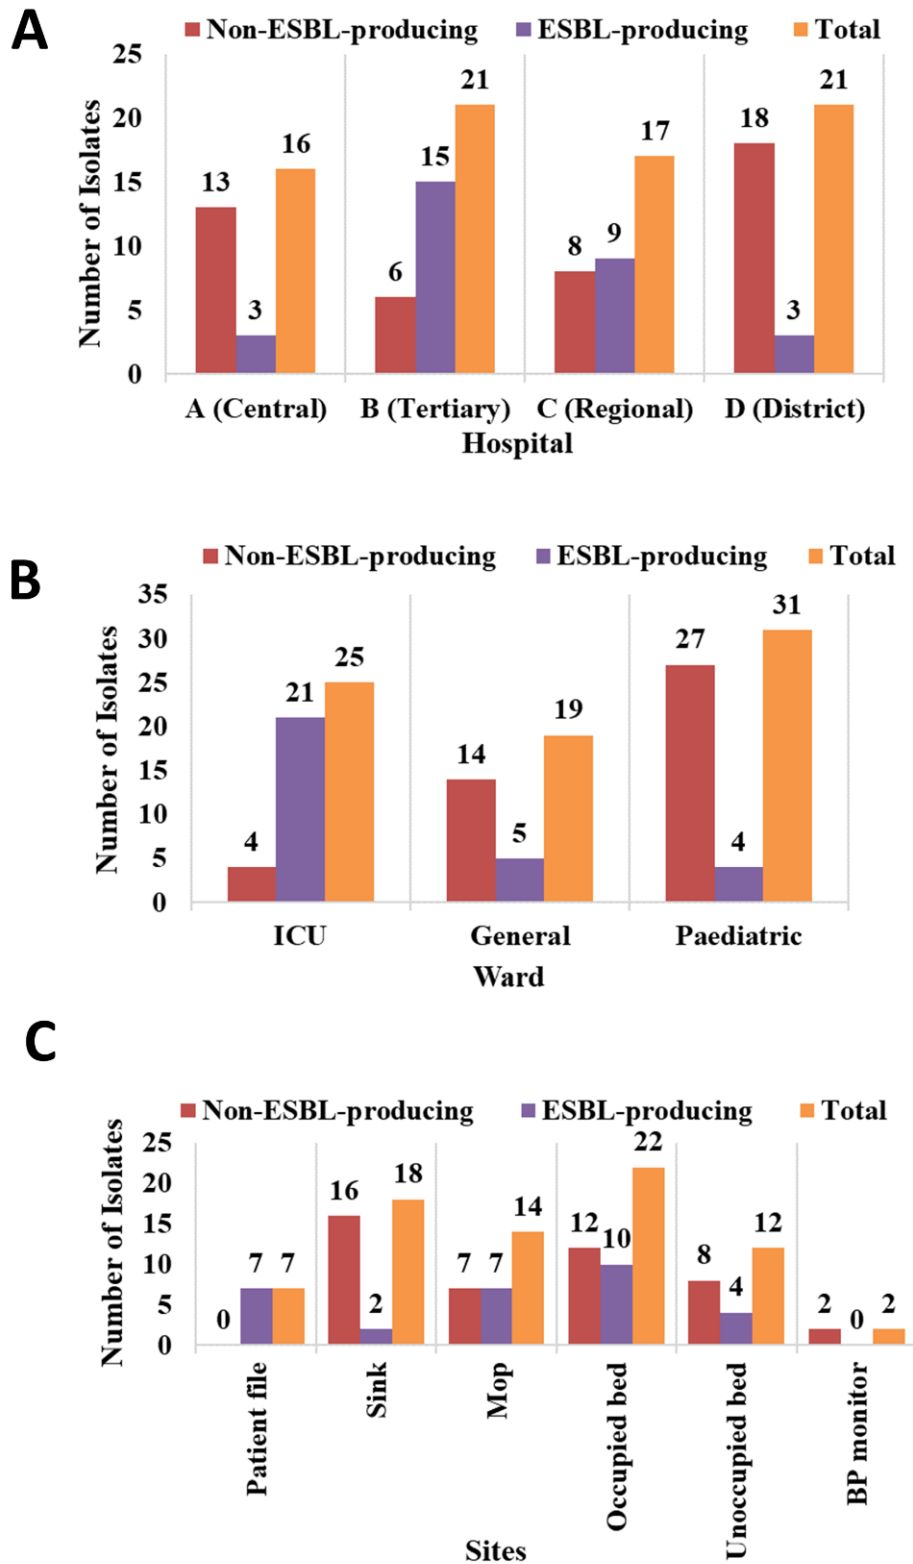 A
Non-ESBL-producing ESBL-producing Total
Number of Isolates
25
20
15
10
5
0
13 3 16
6 15 21
8 9 17
18 3 21
A (Central) B (Tertiary) C (Regional) D (District)
Hospital
B
Non-ESBL-producing ESBL-producing Total
Number of Isolates
35
30
25
20
15
10
5
0
4 21 25
14 5 19
27 4 31
ICU General Paediatric
Ward
C
Non-ESBL-producing ESBL-producing Total
Number of Isolates
25
20
15
10
5
0
0 7 7
16 2 18
7 7 14
12 10 22
8 4 12
2 0 2
Patient file
Sink
Mop
Occupied bed
Unoccupied bed
BP monitor
Sites